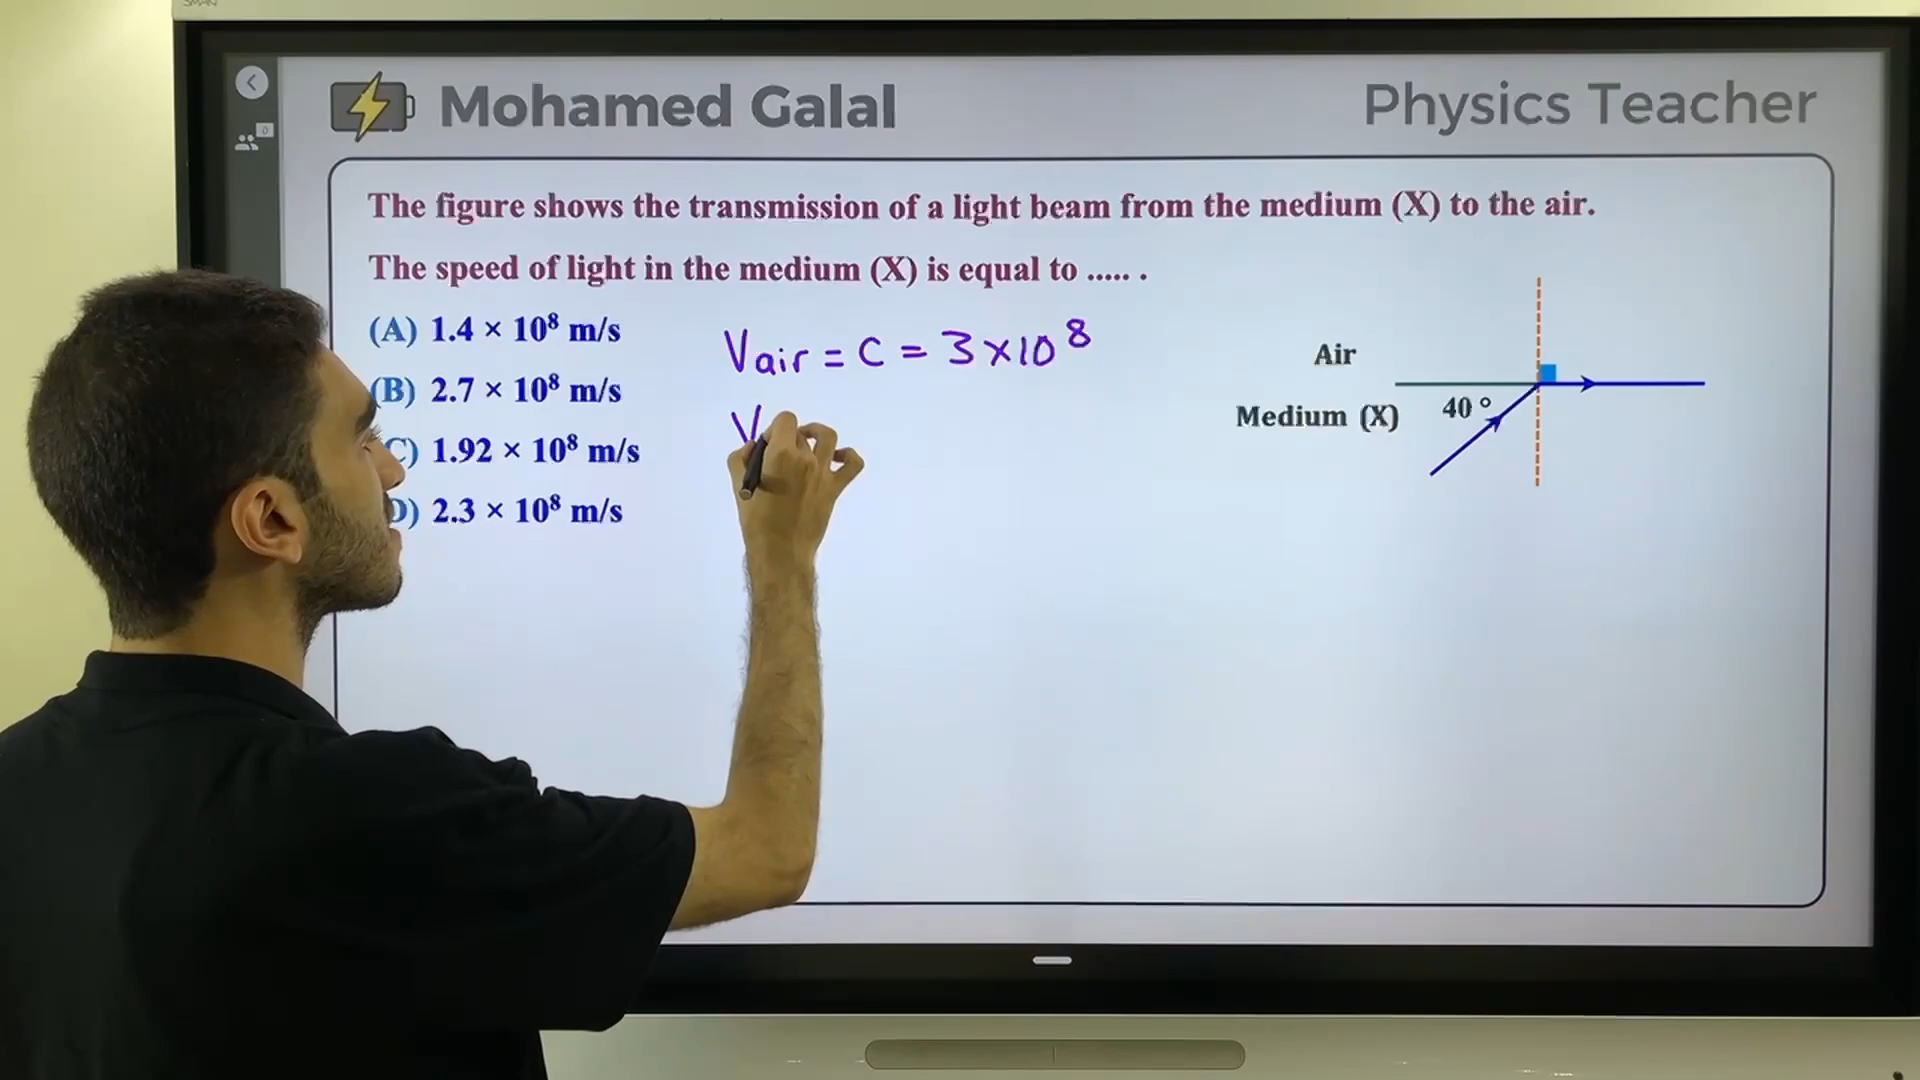 SMART
0
Mohamed Galal
Physics Teacher
The figure shows the transmission of a light beam from the medium (X) to the air.
The speed of light in the medium (X) is equal to ..... .
(A) 1.4 × 10⁸ m/s
(B) 2.7 × 10⁸ m/s
C) 1.92 × 10⁸ m/s
D) 2.3 × 10⁸ m/s
Vair = C = 3×10⁸
V
Air
40 °
Medium (X)